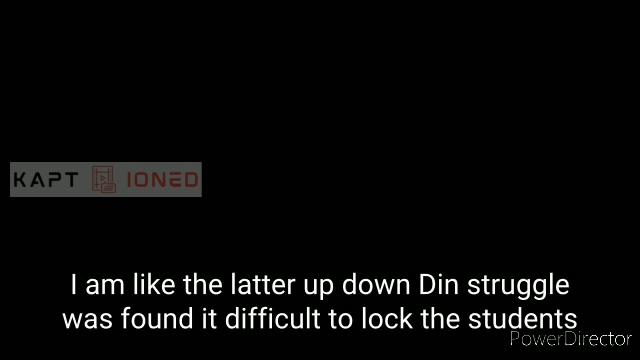 KAPT IONED
I am like the latter up down Din struggle
was found it difficult to lock the students
PowerDirector